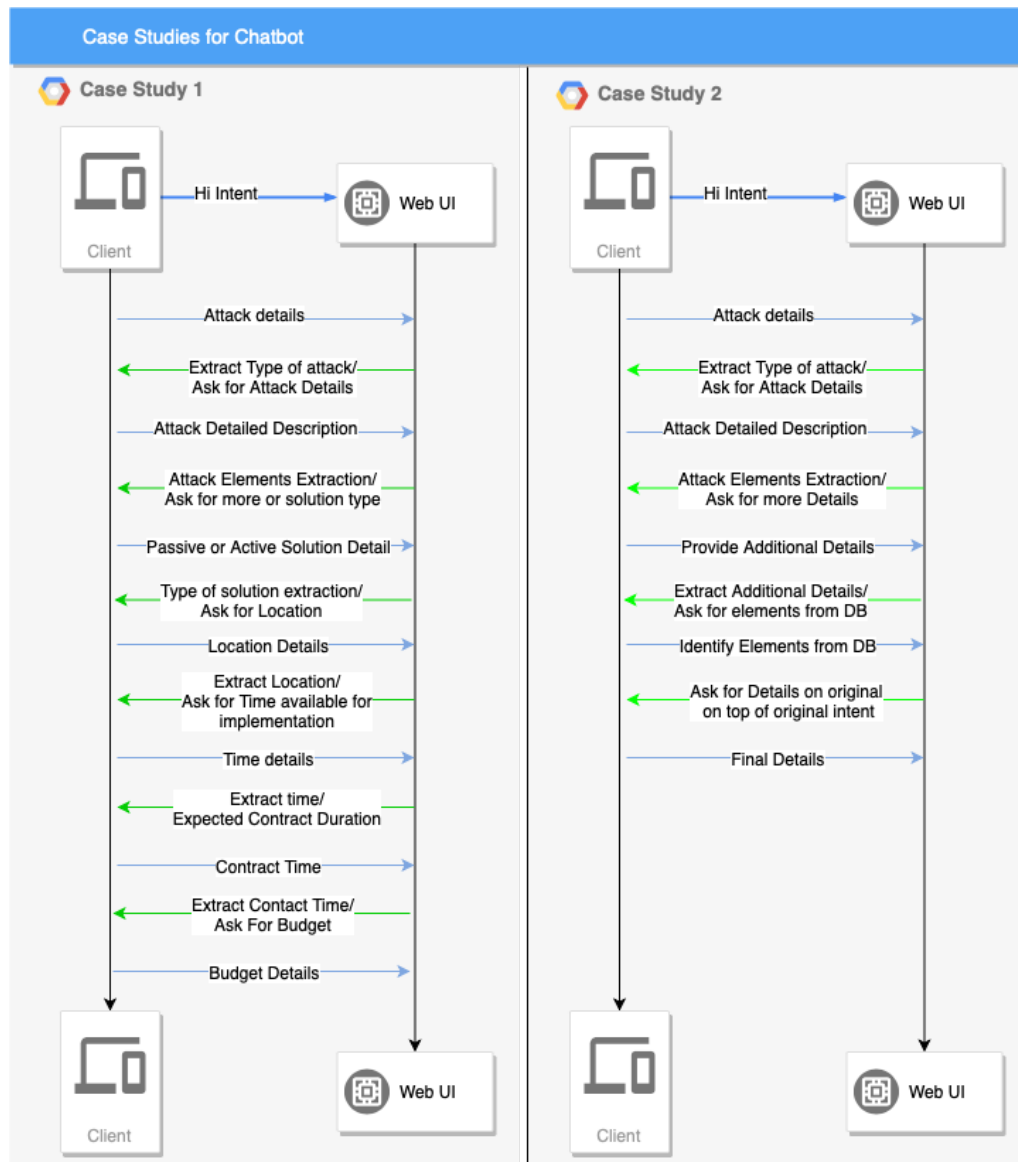 Case Studies for Chatbot
Case Study 1
Hi Intent
Web UI
Client
Attack details
Extract Type of attack/
Ask for Attack Details
Attack Detailed Description
Attack Elements Extraction/
Ask for more or solution type
Passive or Active Solution Detail
Type of solution extraction/
Ask for Location
Location Details
Extract Location/
Ask for Time available for
implementation
Time details
Extract time/
Expected Contract Duration
Contract Time
Extract Contact Time/
Ask For Budget
Budget Details
Client
Web UI
Case Study 2
Hi Intent
Web UI
Client
Attack details
Extract Type of attack/
Ask for Attack Details
Attack Detailed Description
Attack Elements Extraction/
Ask for more Details
Provide Additional Details
Extract Additional Details/
Ask for elements from DB
Identify Elements from DB
Ask for Details on original
on top of original intent
Final Details
Client
Web UI